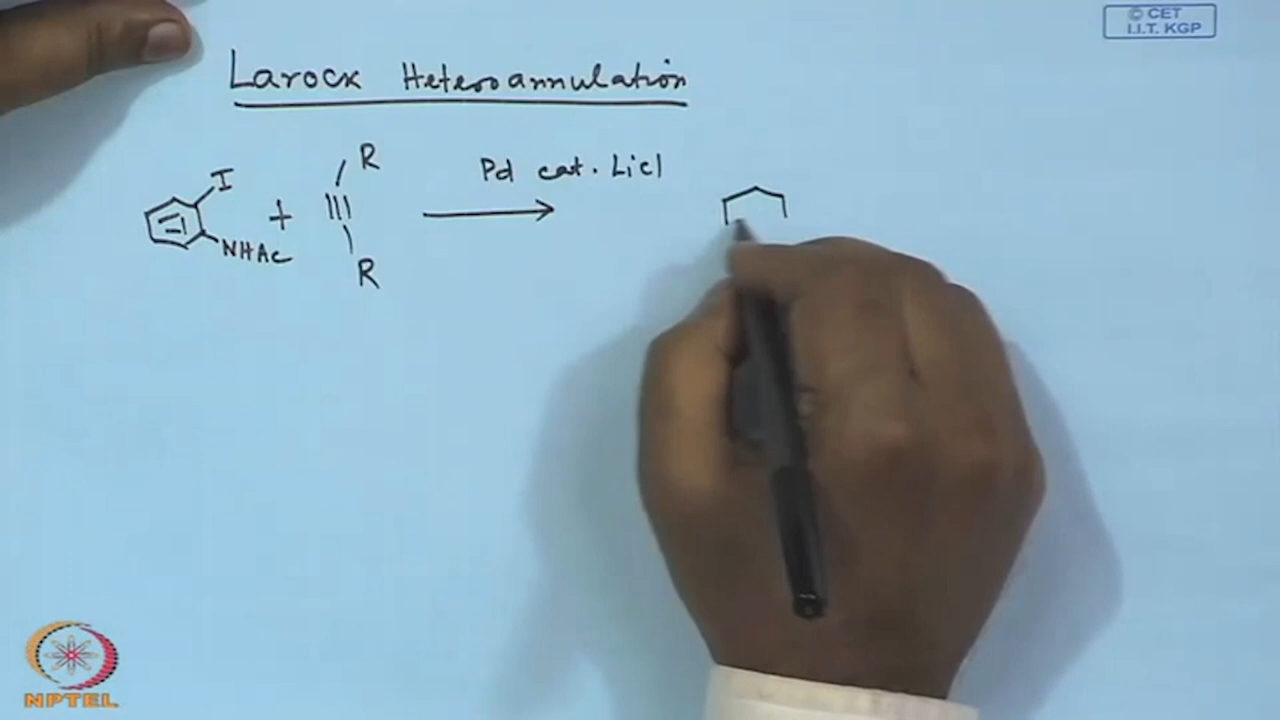 © CET
I.I.T. KGP
Larock Heteroannulation
I
NHAC
+
R
R
Pd cat. LiCl
NPTEL